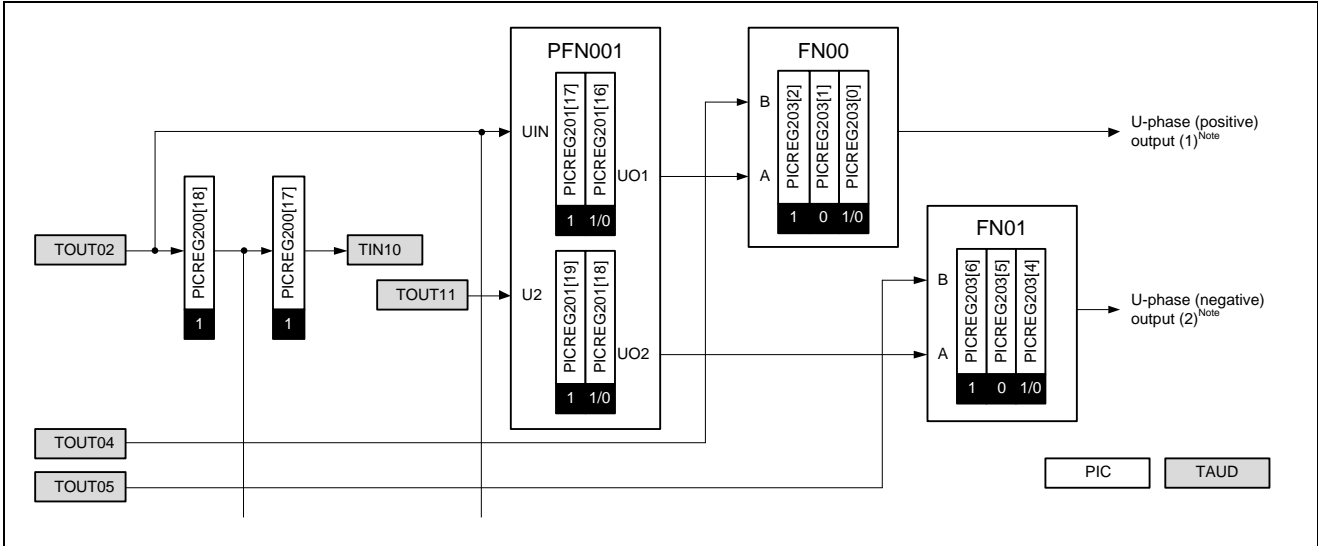 PFN001
FN00
PICREG201[17]
PICREG201[16]
UIN
UO1
1
1/0
B
A
PICREG203[2]
PICREG203[1]
PICREG203[0]
1
0
1/0
U-phase (positive)
output (1)Note
PICREG200[18]
1
PICREG200[17]
1
TOUT02
TIN10
TOUT11
U2
PICREG201[19]
PICREG201[18]
UO2
1
1/0
FN01
B
A
PICREG203[6]
PICREG203[5]
PICREG203[4]
1
0
1/0
U-phase (negative)
output (2)Note
TOUT04
TOUT05
PIC
TAUD